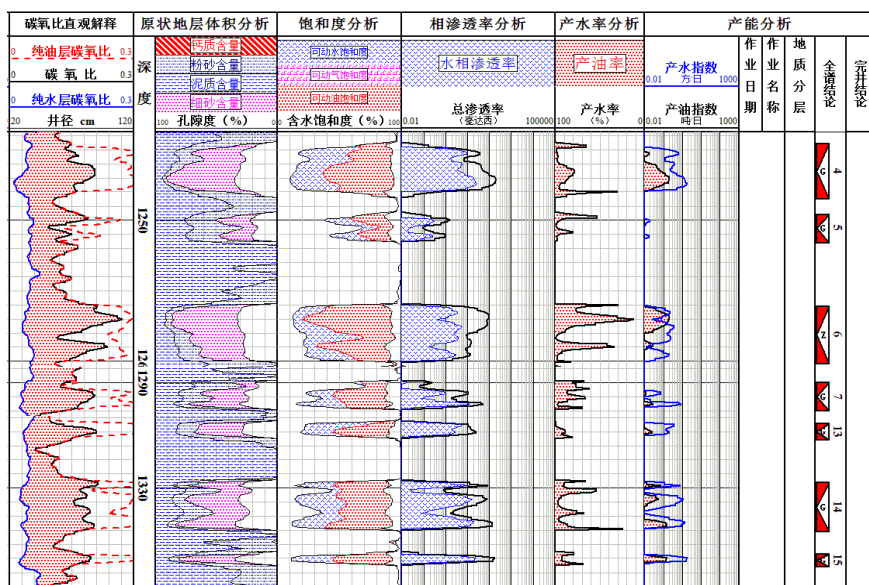 碳氧比直观解释
0 纯油层碳氧比 0.3
0 碳 氧 比 0.3
0 纯水层碳氧比 0.3
20 井径 cm 120
原状地层体积分析
深度
钙质含量
粉砂含量
泥质含量
细砂含量
孔隙度（%）
100 0
饱和度分析
可动水饱和度
可动气饱和度
可动油饱和度
含水饱和度（%）
0 100
相渗透率分析
水相渗透率
总渗透率
0.01 （毫达西） 100000
产水率分析
产油率
产水率
100 （%） 0
产能分析
产水指数
0.01 方/日 1000
产油指数
0.01 吨/日 1000
作业日期
作业名称
地质分层
全谱结论
完井结论
1250
126
1290
1330
G 4
G 5
Z 6
G 7
13
G 14
15